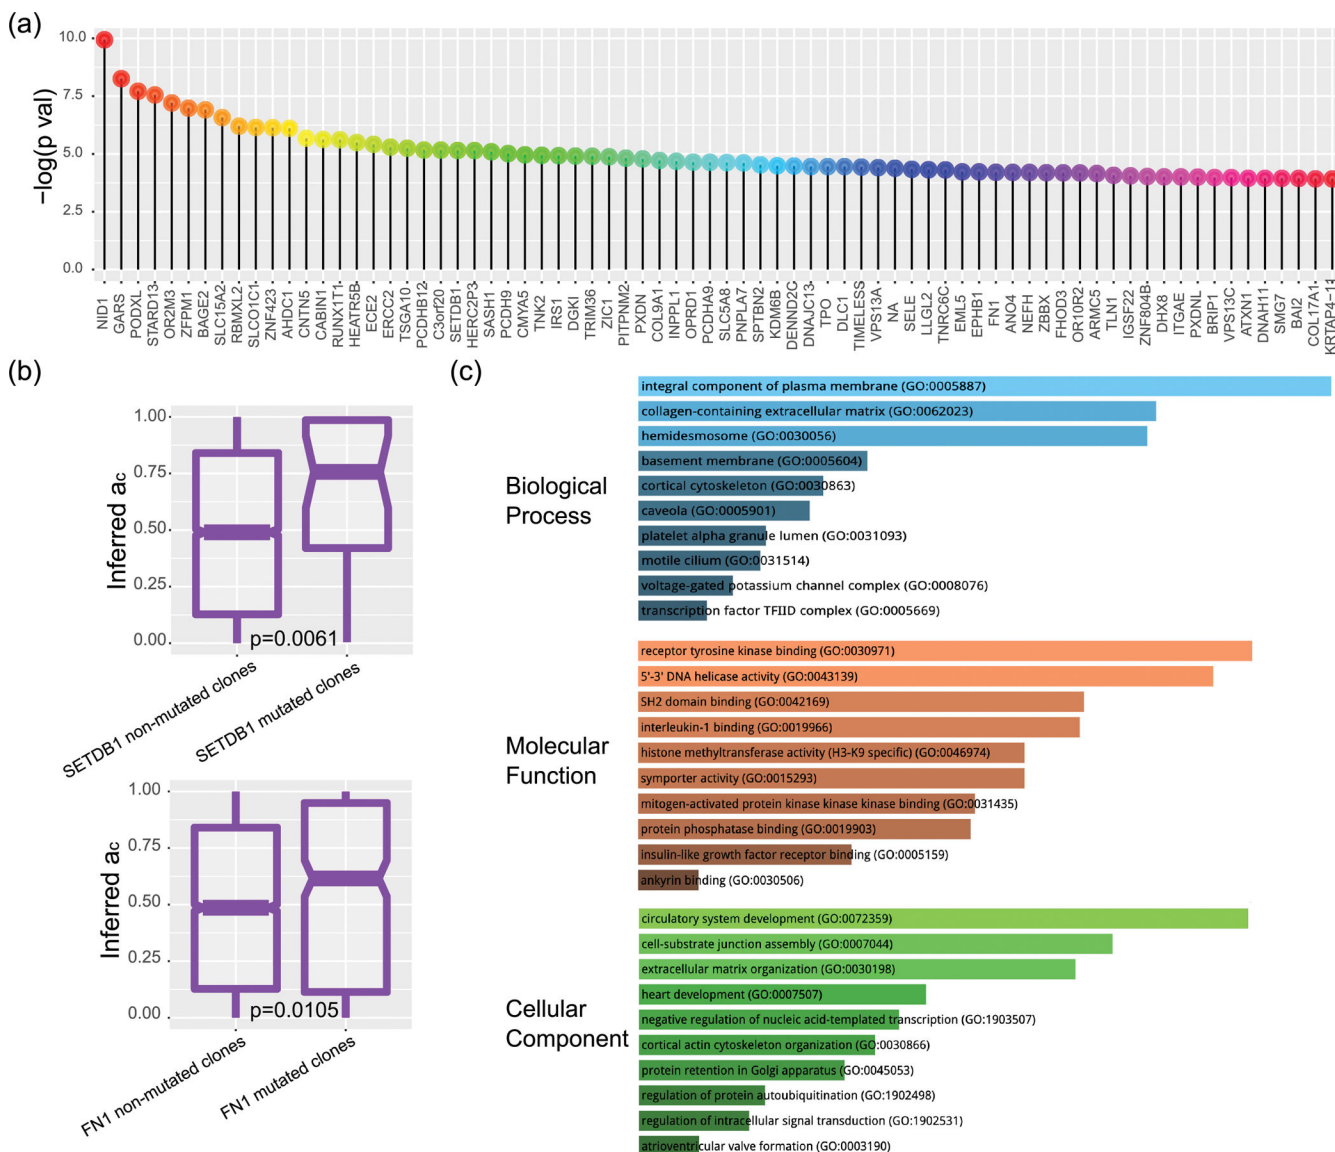 (a)
−log(p val)
10.0
7.5
5.0
2.5
0.0
NID1
GARS
PODXL
STARD13
OR2M3
ZFPM1
BAGE2
SLC15A2
RBMXL2
SLCO1C1
ZNF423
AHDC1
CNTN5
CABIN1
RUNX1T1
HEATR5B
ECE2
ERCC2
TSGA10
PCDHB12
C3orf20
SETDB1
HERC2P3
SASH1
PCDH9
CMYA5
TNK2
IRS1
DGKI
TRIM36
ZIC1
PITPNM2
PXDN
COL9A1
INPPL1
OPRD1
PCDHA9
SLC5A8
PNPLA7
SPTBN2
KDM6B
DENND2C
DNAJC13
TPO
DLC1
TIMELESS
VPS13A
NA
SELE
LLGL2
TNRC6C
EML5
EPHB1
FN1
ANO4
NEFH
ZBBX
FHOD3
OR10R2
ARMC5
TLN1
IGSF22
ZNF804B
DHX8
ITGAE
PXDNL
BRIP1
VPS13C
ATXN1
DNAH11
SMG7
BAI2
COL17A1
KRTAP4-11
(b)
Inferred ac
1.00
0.75
0.50
0.25
0.00
p=0.0061
SETDB1 non-mutated clones
SETDB1 mutated clones
Inferred ac
1.00
0.75
0.50
0.25
0.00
p=0.0105
FN1 non-mutated clones
FN1 mutated clones
(c)
Biological
Process
integral component of plasma membrane (GO:0005887)
collagen-containing extracellular matrix (GO:0062023)
hemidesmosome (GO:0030056)
basement membrane (GO:0005604)
cortical cytoskeleton (GO:0030863)
caveola (GO:0005901)
platelet alpha granule lumen (GO:0031093)
motile cilium (GO:0031514)
voltage-gated potassium channel complex (GO:0008076)
transcription factor TFIID complex (GO:0005669)
Molecular
Function
receptor tyrosine kinase binding (GO:0030971)
5'-3' DNA helicase activity (GO:0043139)
SH2 domain binding (GO:0042169)
interleukin-1 binding (GO:0019966)
histone methyltransferase activity (H3-K9 specific) (GO:0046974)
symporter activity (GO:0015293)
mitogen-activated protein kinase kinase kinase binding (GO:0031435)
protein phosphatase binding (GO:0019903)
insulin-like growth factor receptor binding (GO:0005159)
ankyrin binding (GO:0030506)
Cellular
Component
circulatory system development (GO:0072359)
cell-substrate junction assembly (GO:0007044)
extracellular matrix organization (GO:0030198)
heart development (GO:0007507)
negative regulation of nucleic acid-templated transcription (GO:1903507)
cortical actin cytoskeleton organization (GO:0030866)
protein retention in Golgi apparatus (GO:0045053)
regulation of protein autoubiquitination (GO:1902498)
regulation of intracellular signal transduction (GO:1902531)
atrioventricular valve formation (GO:0003190)